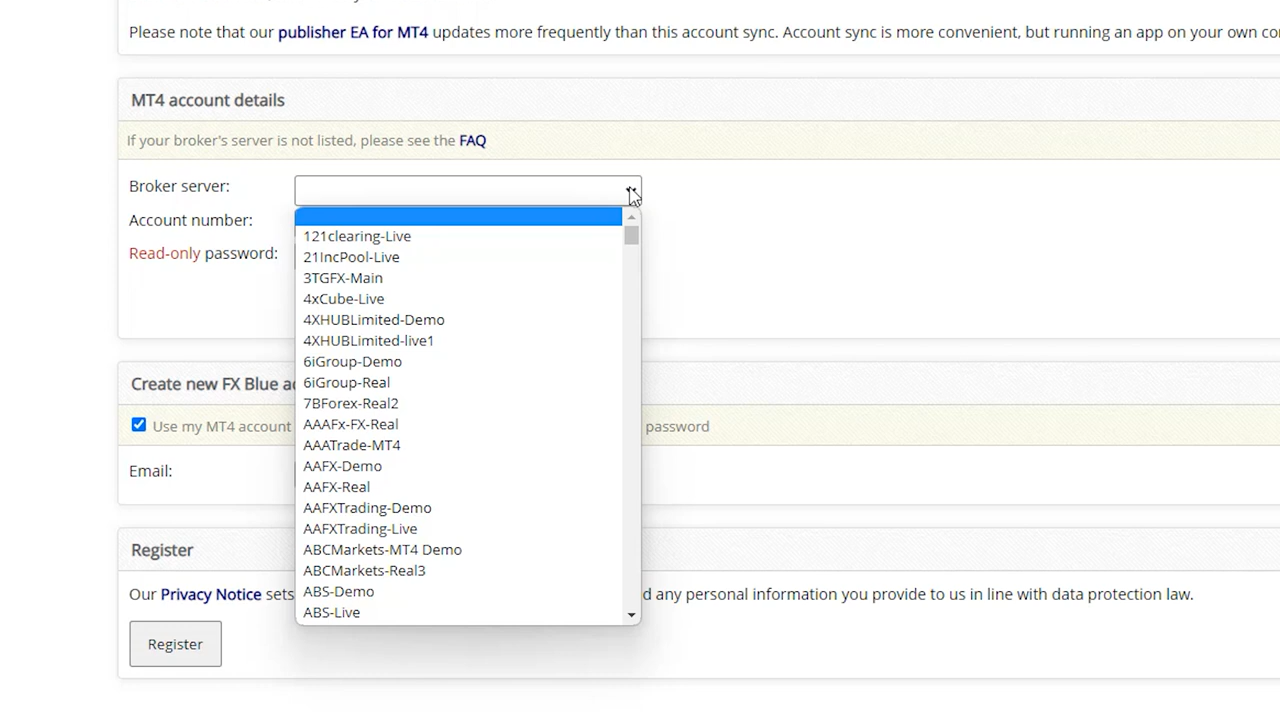 Please note that our publisher EA for MT4 updates more frequently than this account sync. Account sync is more convenient, but running an app on your own
MT4 account details
If your broker's server is not listed, please see the FAQ
Broker server:
Account number:
Read-only password:
121clearing-Live
21IncPool-Live
3TGFX-Main
4xCube-Live
4XHUBLimited-Demo
4XHUBLimited-live1
6iGroup-Demo
6iGroup-Real
7BForex-Real2
AAAFx-FX-Real
AAATrade-MT4
AAFX-Demo
AAFX-Real
AAFXTrading-Demo
AAFXTrading-Live
ABCMarkets-MT4 Demo
ABCMarkets-Real3
ABS-Demo
ABS-Live
Create new FX Blue
Use my MT4 account password
Email:
Register
Our Privacy Notice sets any personal information you provide to us in line with data protection law.
Register